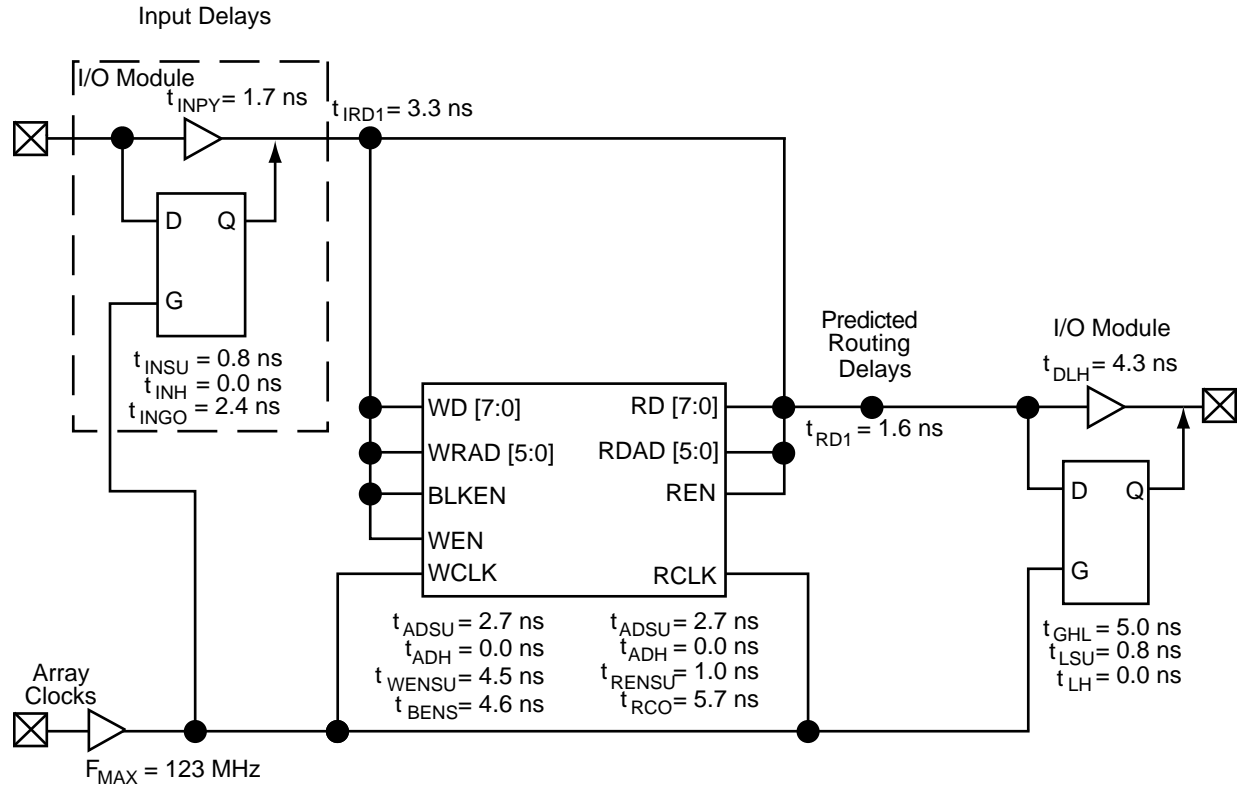 Input Delays
I/O Module
tINPY = 1.7 ns
tIRD1 = 3.3 ns
D Q
G
tINSU = 0.8 ns
tINH = 0.0 ns
tINGO = 2.4 ns
Predicted
Routing
Delays
I/O Module
tDLH = 4.3 ns
WD [7:0] RD [7:0]
tRD1 = 1.6 ns
WRAD [5:0] RDAD [5:0]
BLKEN REN
WEN
WCLK RCLK
D Q
G
tADSU = 2.7 ns
tADH = 0.0 ns
tWENSU = 4.5 ns
tBENS = 4.6 ns
tADSU = 2.7 ns
tADH = 0.0 ns
tRENSU = 1.0 ns
tRCO = 5.7 ns
tGHL = 5.0 ns
tLSU = 0.8 ns
tLH = 0.0 ns
Array
Clocks
FMAX = 123 MHz